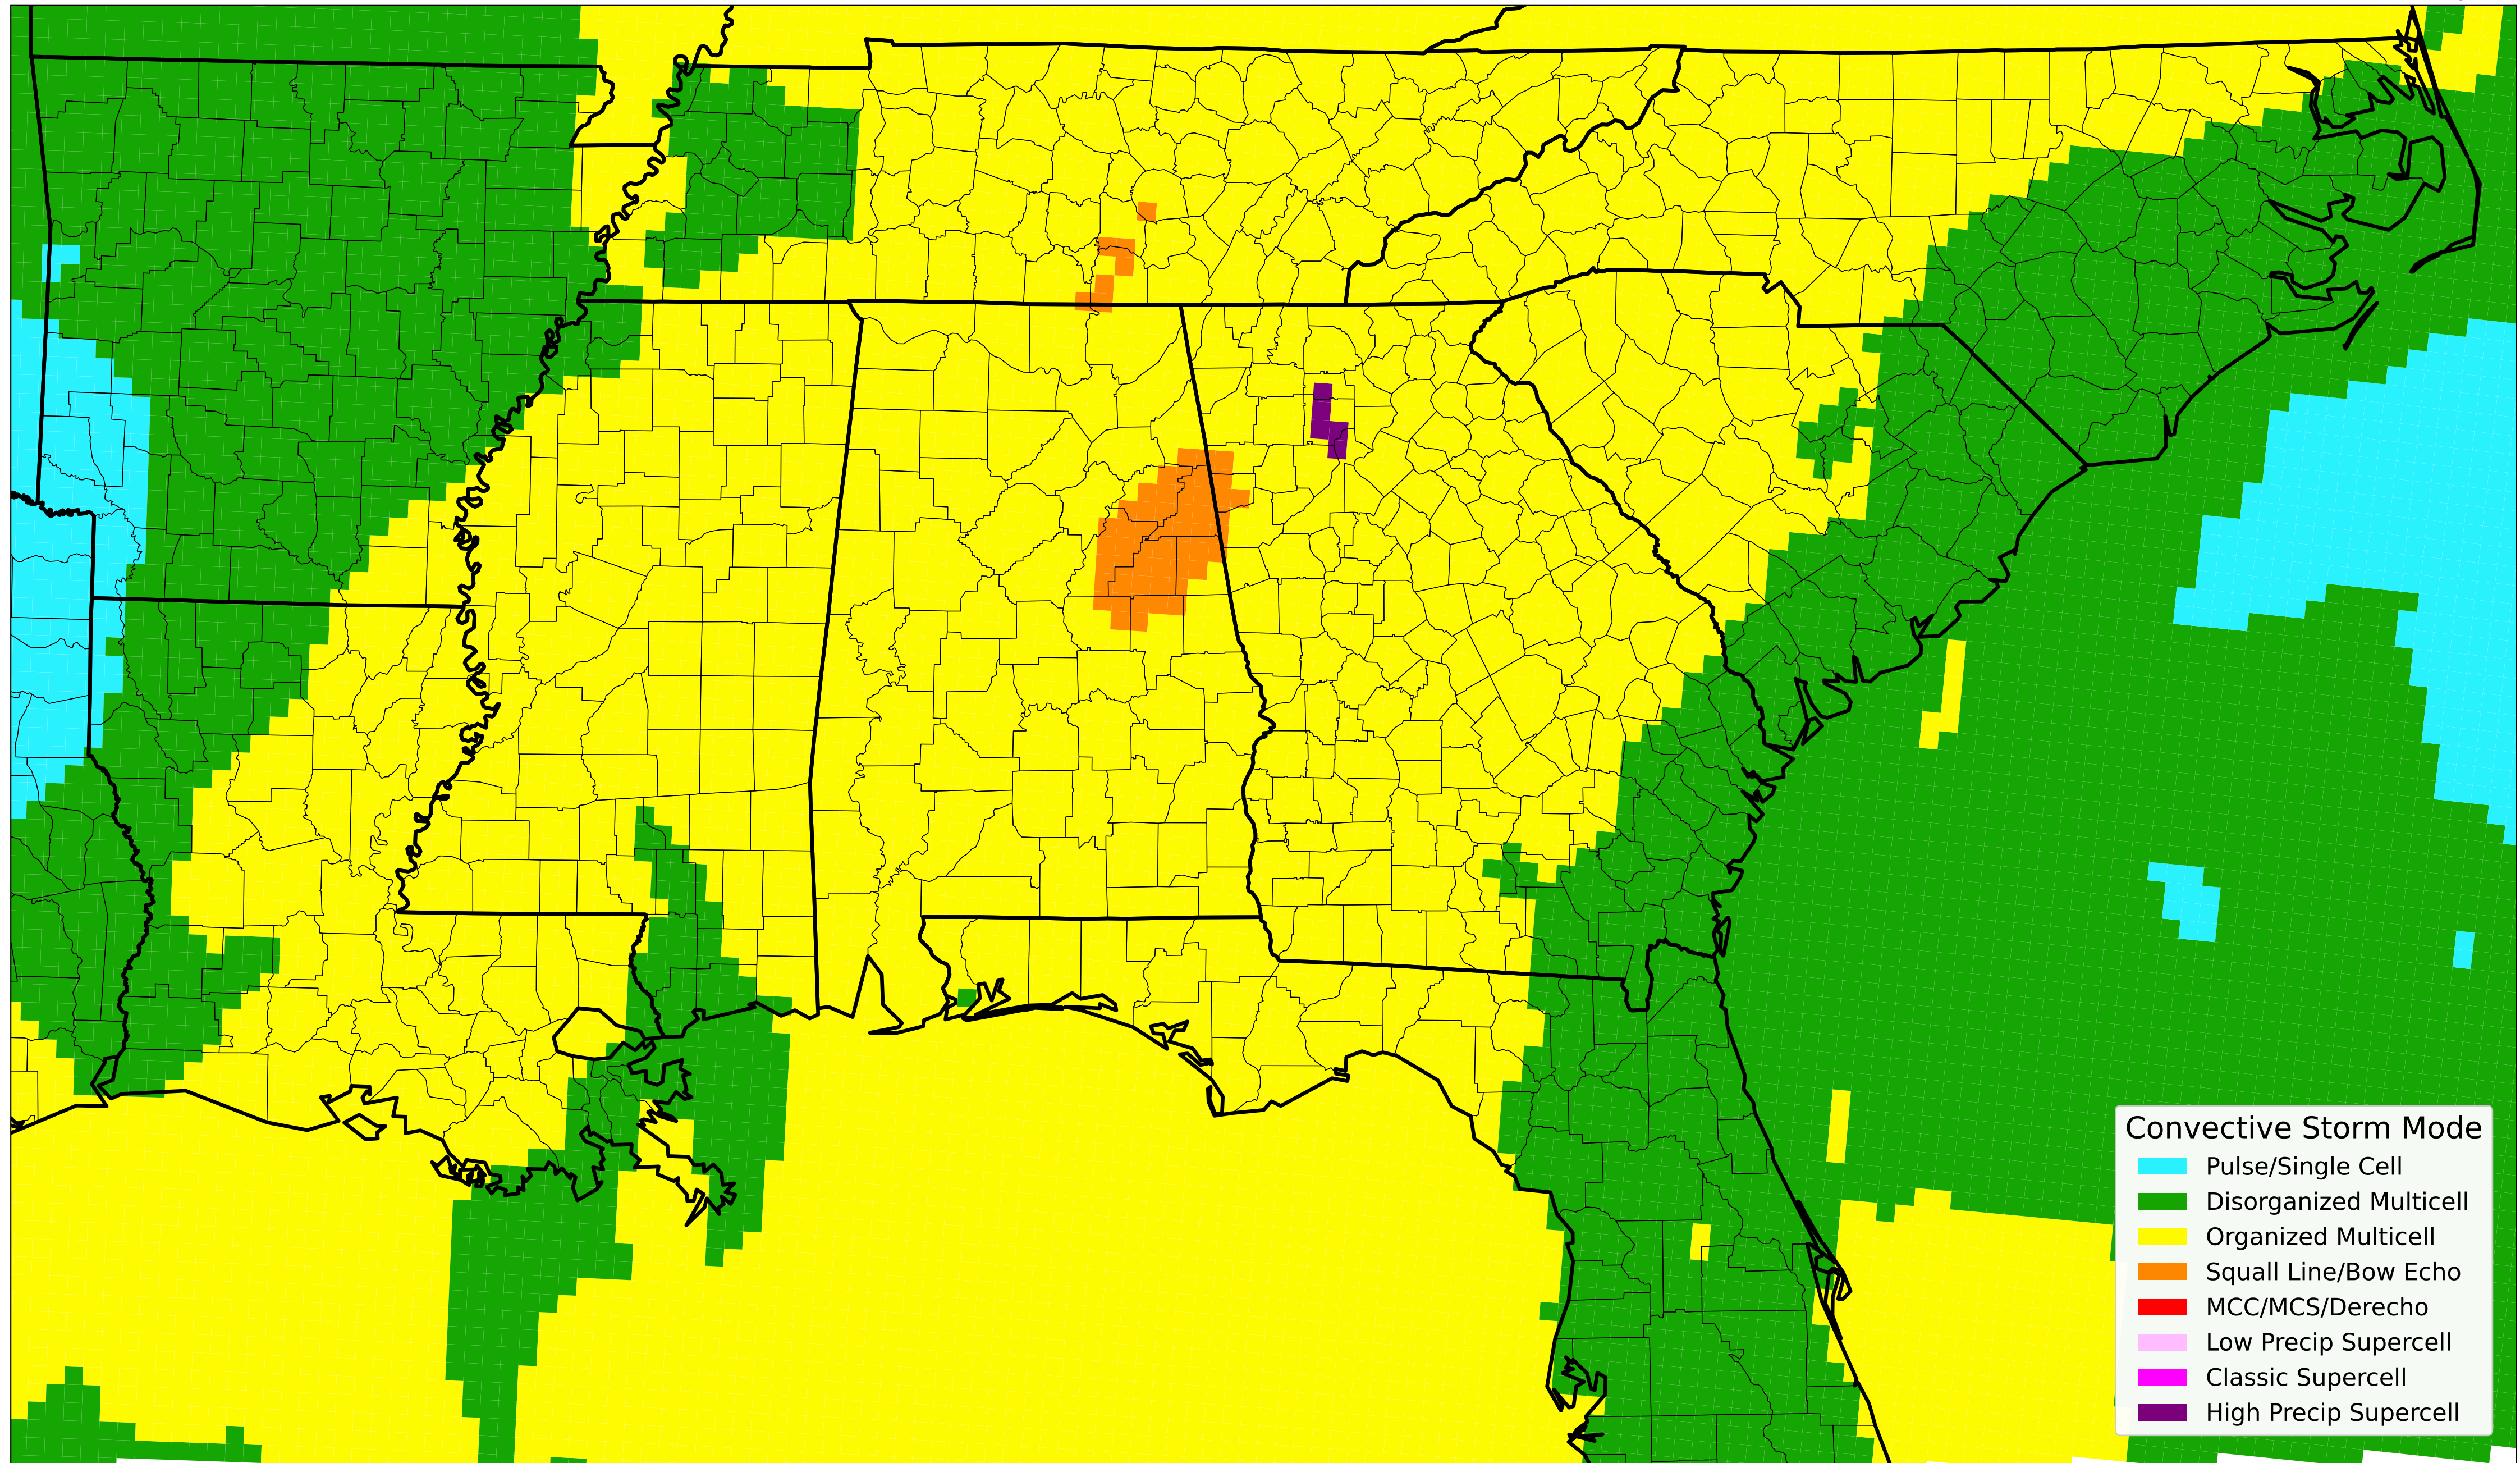 Convective Storm Mode
Pulse/Single Cell
Disorganized Multicell
Organized Multicell
Squall Line/Bow Echo
MCC/MCS/Derecho
Low Precip Supercell
Classic Supercell
High Precip Supercell